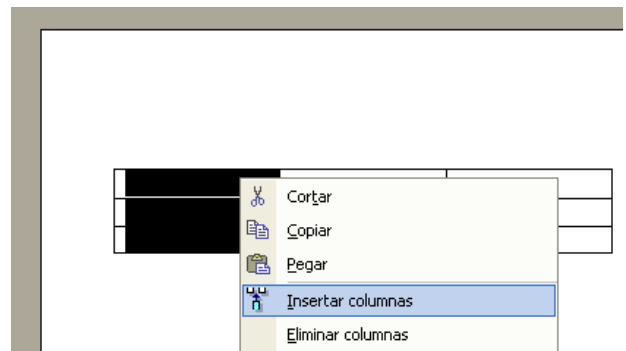 Cortar
Copiar
Pegar
Insertar columnas
Eliminar columnas